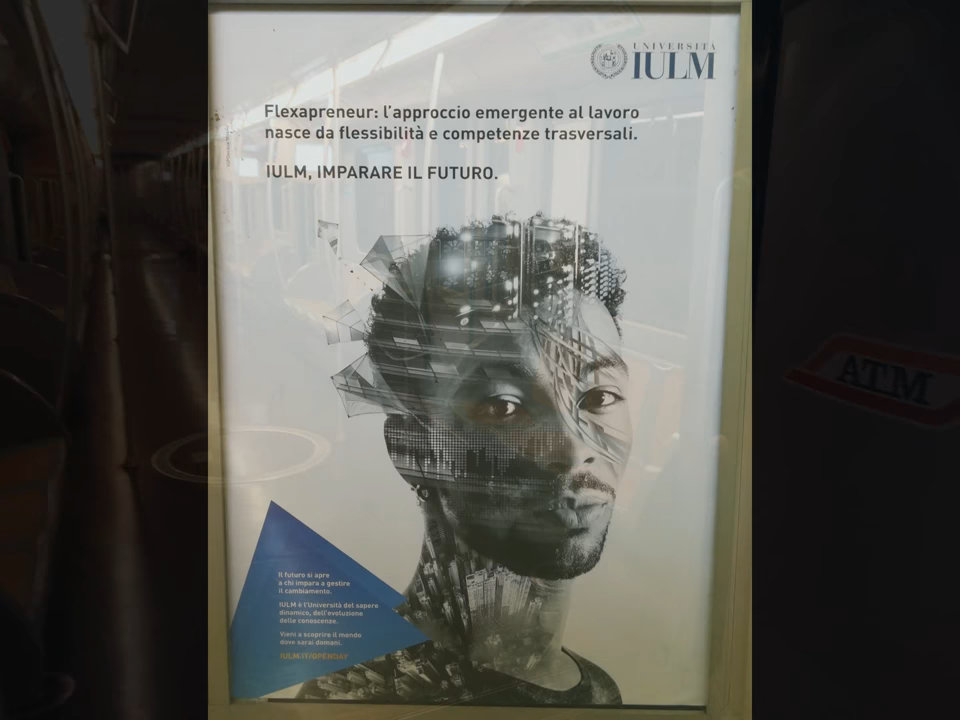 UNIVERSITÀ
IULM
Flexapreneur: l'approccio emergente al lavoro
nasce da flessibilità e competenze trasversali.
IULM, IMPARARE IL FUTURO.
ATM
Il futuro si apre
a chi impara a gestire
il cambiamento.
IULM è l'Università del sapere
dinamico, dell'evoluzione
delle conoscenze.
Vieni a scoprire il mondo
dove sarai domani.
IULM.IT/OPENDAY